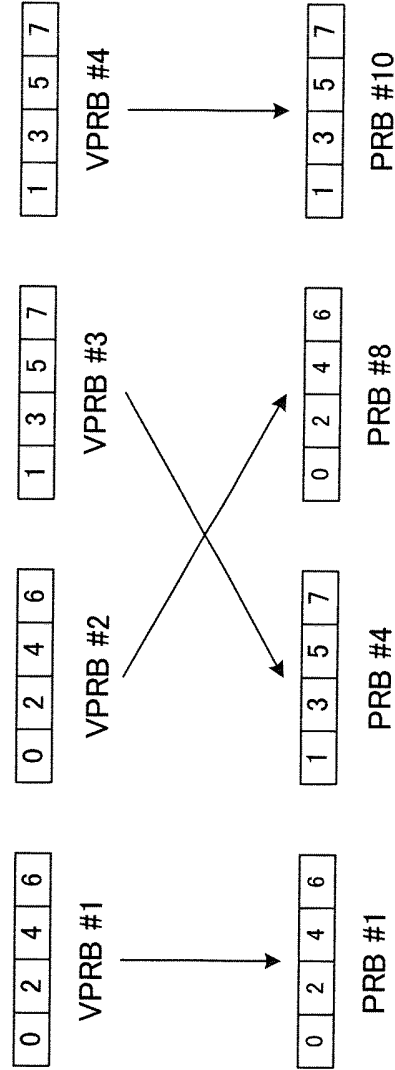 0 2 4 6
0 2 4 6
1 3 5 7
1 3 5 7
VPRB #1
VPRB #2
VPRB #3
VPRB #4
0 2 4 6
1 3 5 7
0 2 4 6
1 3 5 7
PRB #1
PRB #4
PRB #8
PRB #10